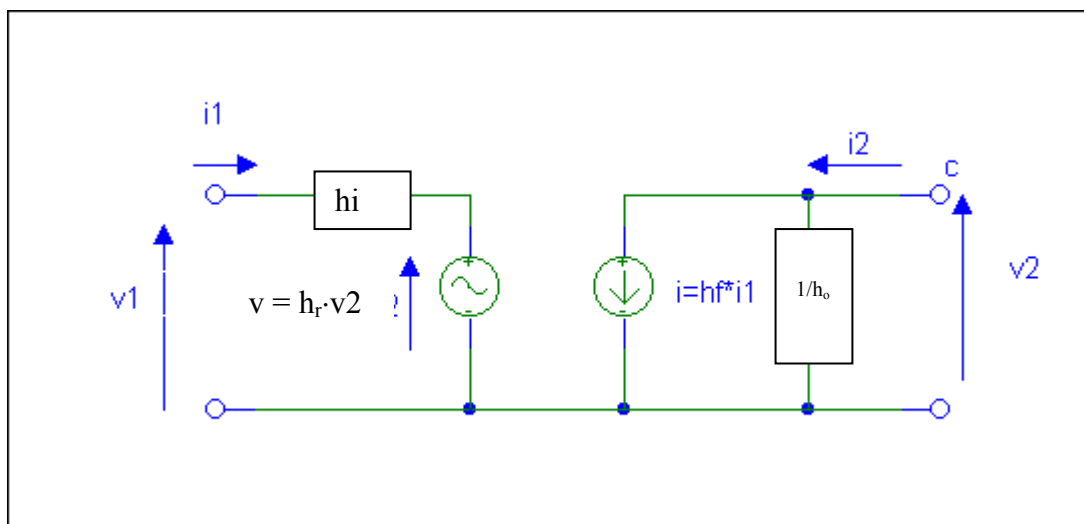 i1
i2
c
hi
v1
v = hᵣ·v2
i=hf*i1
1/hₒ
v2